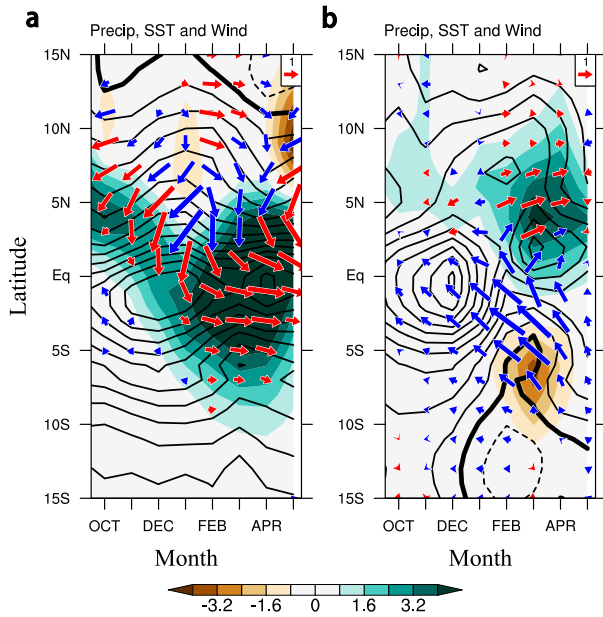 a Precip, SST and Wind
b Precip, SST and Wind
15N 1 15N 1
10N 10N
5N 5N
Latitude
Eq Eq
5S 5S
10S 10S
15S 15S
OCT DEC FEB APR OCT DEC FEB APR
Month Month
-3.2 -1.6 0 1.6 3.2